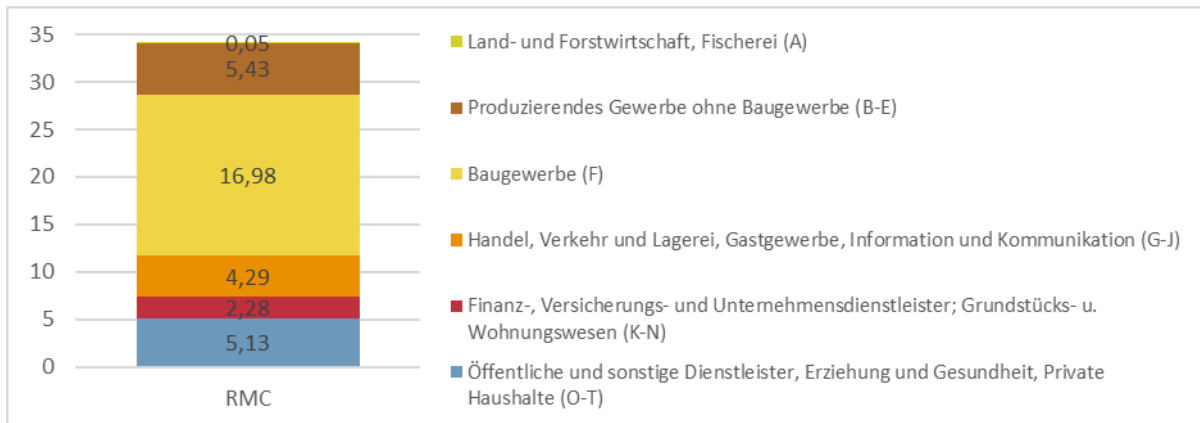 35
30
25
20
15
10
5
0
0,05
5,43
16,98
4,29
2,28
5,13
RMC
Land- und Forstwirtschaft, Fischerei (A)
Produzierendes Gewerbe ohne Baugewerbe (B-E)
Baugewerbe (F)
Handel, Verkehr und Lagerei, Gastgewerbe, Information und Kommunikation (G-J)
Finanz-, Versicherungs- und Unternehmensdienstleister; Grundstücks- u.
Wohnungswesen (K-N)
Öffentliche und sonstige Dienstleister, Erziehung und Gesundheit, Private
Haushalte (O-T)